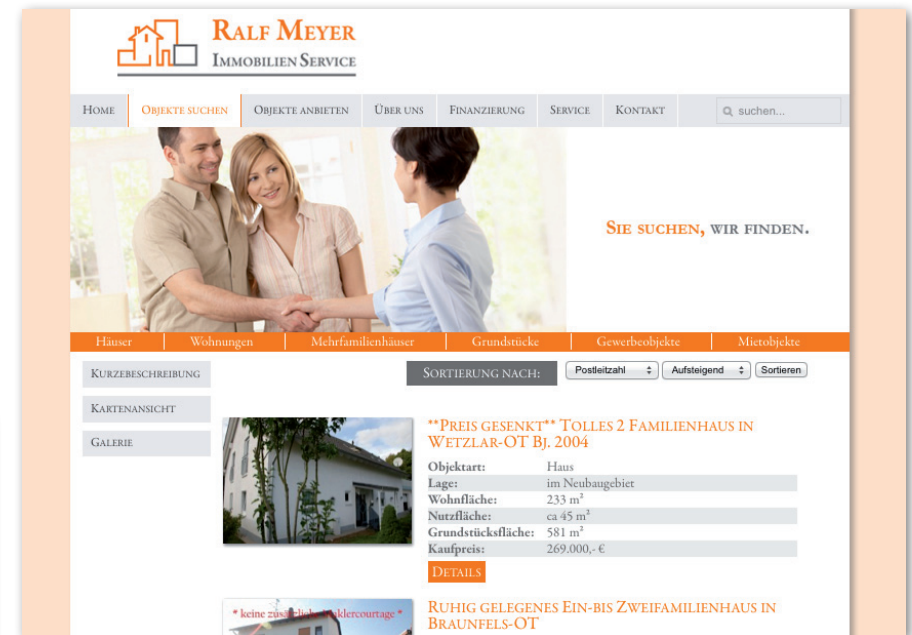 Ralf Meyer
Immobilien Service
Home Objekte suchen Objekte anbieten Über uns Finanzierung Service Kontakt suchen...
Sie suchen, wir finden.
Häuser Wohnungen Mehrfamilienhäuser Grundstücke Gewerbeobjekte Mietobjekte
Kurzebeschreibung
Kartenansicht
Galerie
Sortierung nach: Postleitzahl Aufsteigend Sortieren
**Preis gesenkt** Tolles 2 Familienhaus in
Wetzlar-OT Bj. 2004
Objektart: Haus
Lage: im Neubaugebiet
Wohnfläche: 233 m²
Nutzfläche: ca 45 m²
Grundstücksfläche: 581 m²
Kaufpreis: 269.000,- €
Details
* keine zusätzliche Maklercourtage *
Ruhig gelegenes Ein-bis Zweifamilienhaus in
Braunfels-OT